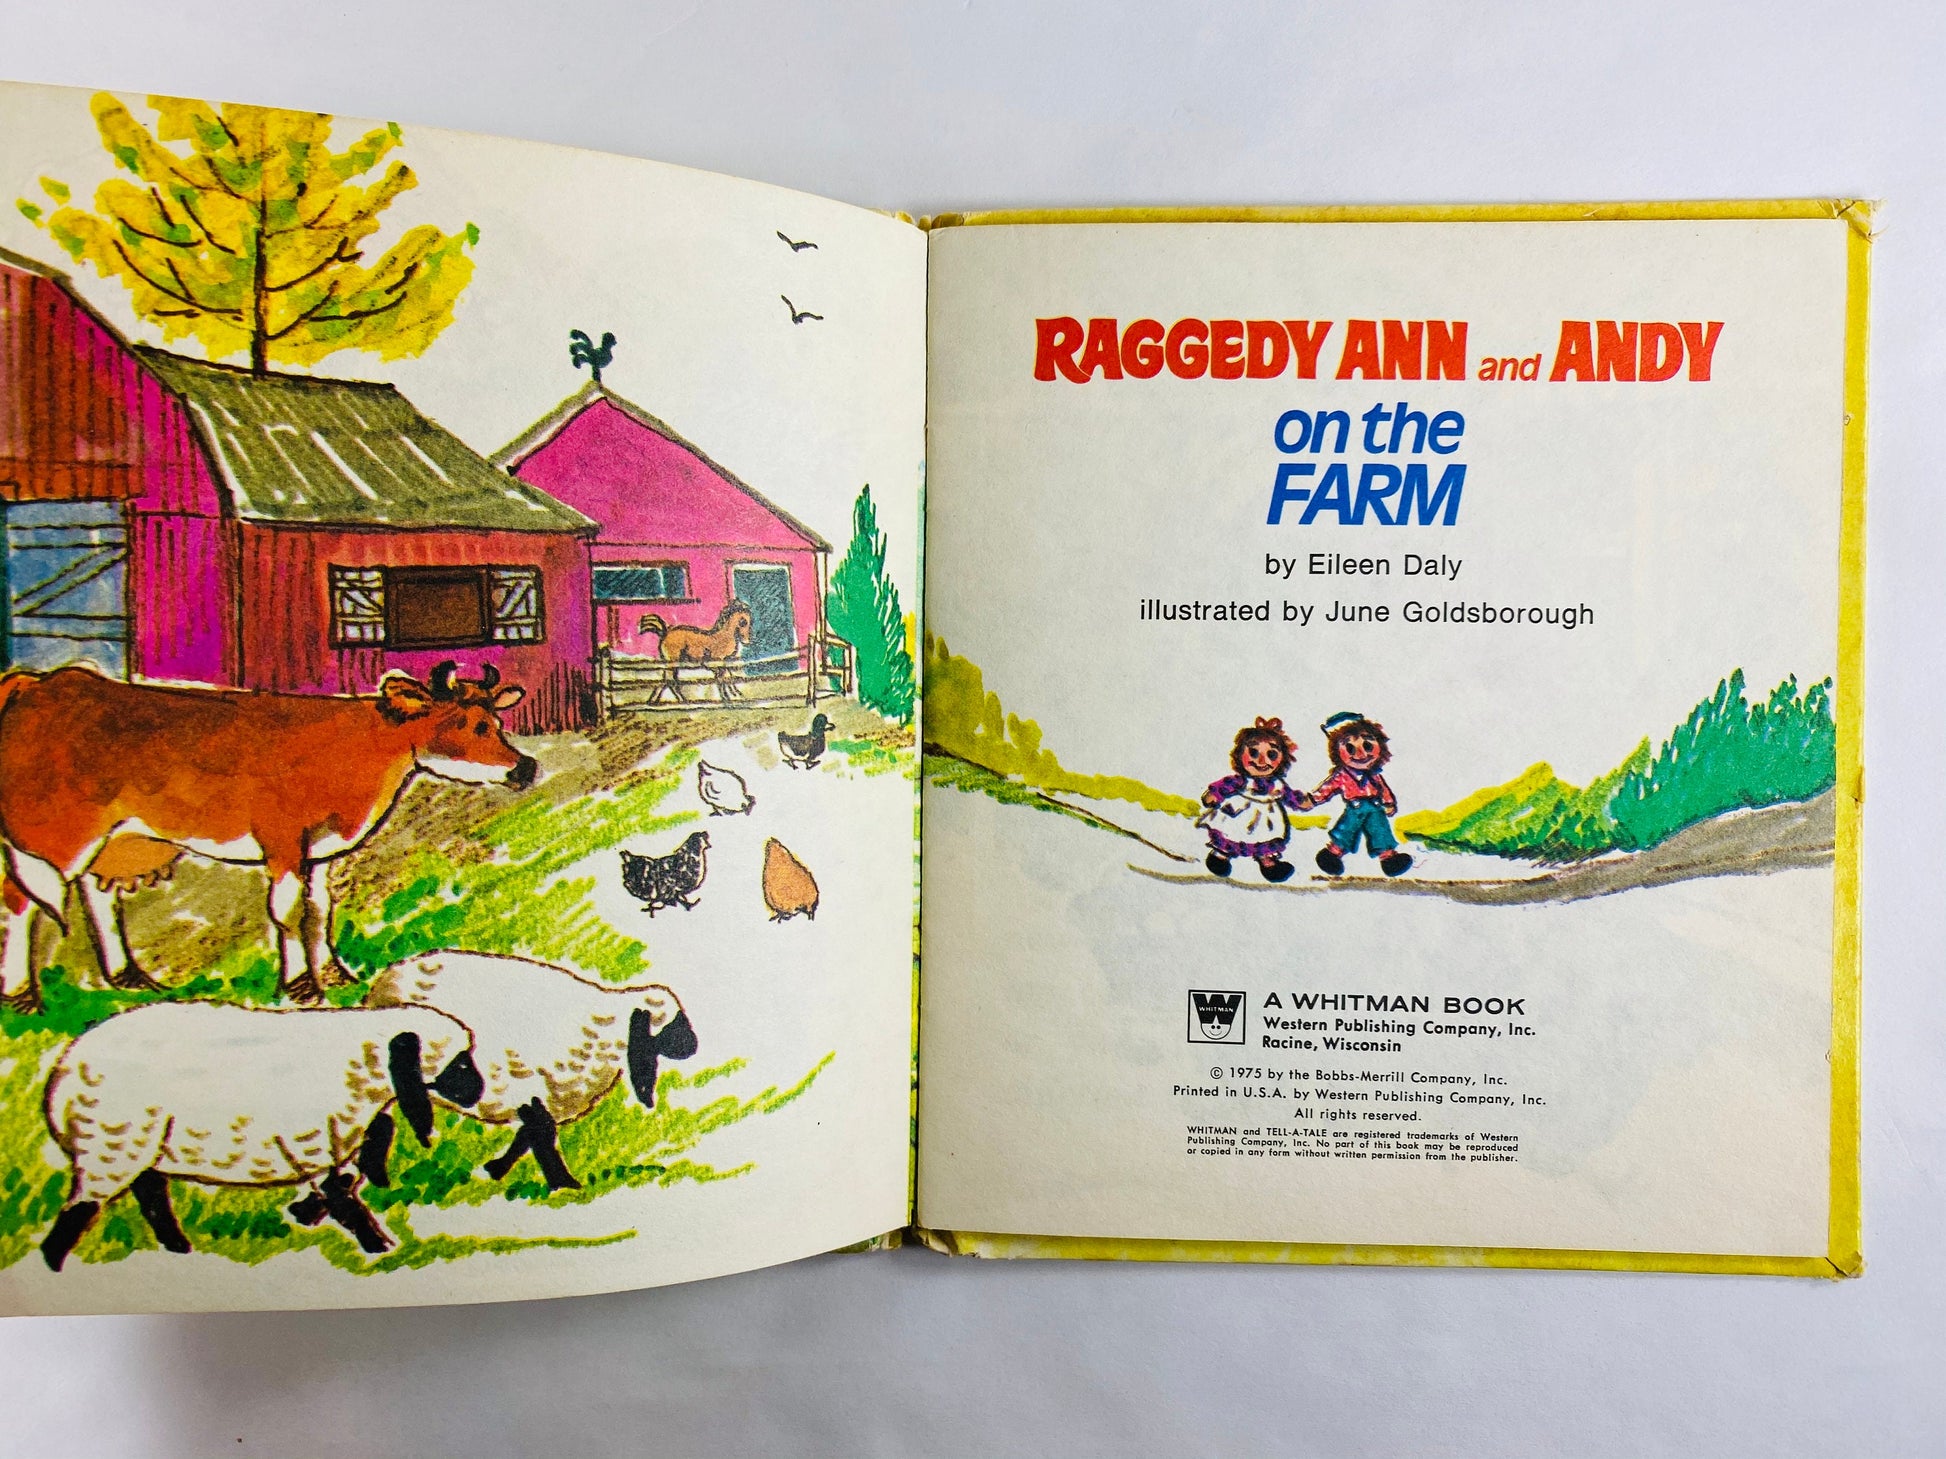 RAGGEDY ANN and ANDY
on the
FARM
by Eileen Daly
illustrated by June Goldsborough
WHITMAN
A WHITMAN BOOK
Western Publishing Company, Inc.
Racine, Wisconsin
© 1975 by the Bobbs-Merrill Company, Inc.
Printed in U.S.A. by Western Publishing Company, Inc.
All rights reserved.
WHITMAN and TELL-A-TALE are registered trademarks of Western
Publishing Company, Inc. No part of this book may be reproduced
or copied in any form without written permission from the publisher.